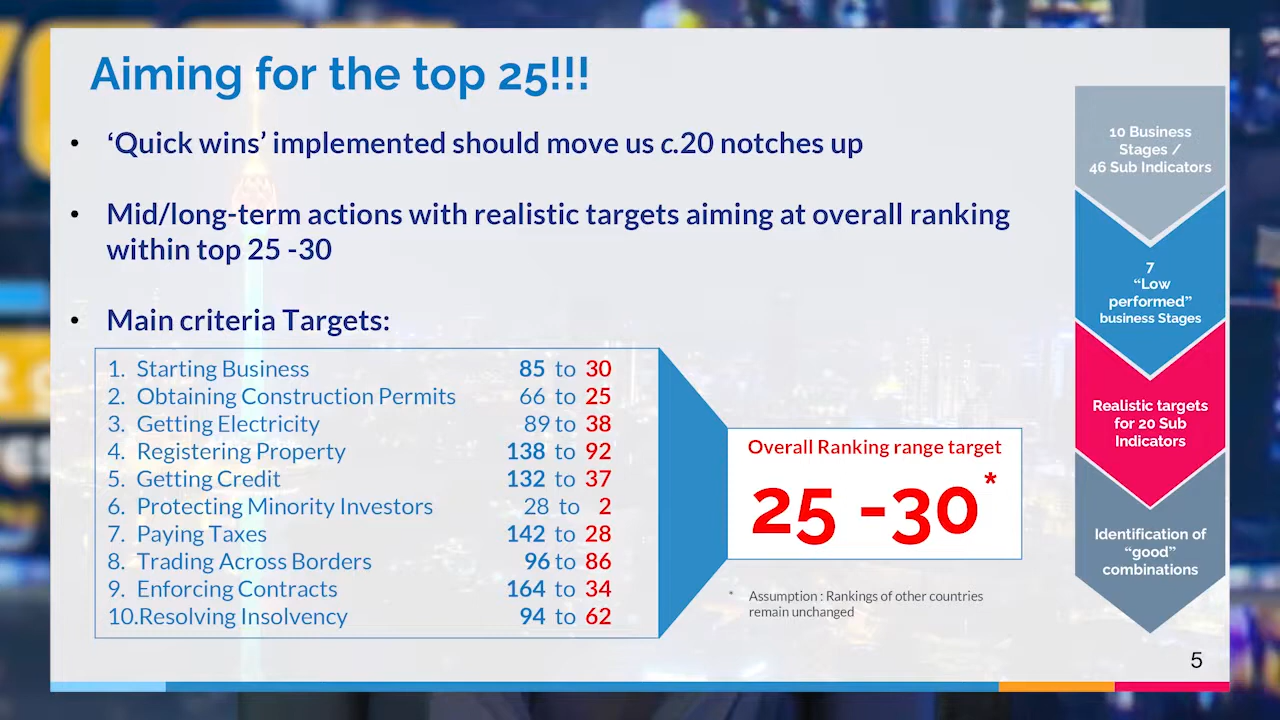 Aiming for the top 25!!!
• ‘Quick wins’ implemented should move us c.20 notches up
• Mid/long-term actions with realistic targets aiming at overall ranking
within top 25 -30
• Main criteria Targets:
1. Starting Business 85 to 30
2. Obtaining Construction Permits 66 to 25
3. Getting Electricity 89 to 38
4. Registering Property 138 to 92
5. Getting Credit 132 to 37
6. Protecting Minority Investors 28 to 2
7. Paying Taxes 142 to 28
8. Trading Across Borders 96 to 86
9. Enforcing Contracts 164 to 34
10.Resolving Insolvency 94 to 62
Overall Ranking range target
25 -30*
* Assumption : Rankings of other countries
remain unchanged
10 Business
Stages /
46 Sub Indicators
7
“Low
performed”
business Stages
Realistic targets
for 20 Sub
Indicators
Identification of
“good”
combinations
5